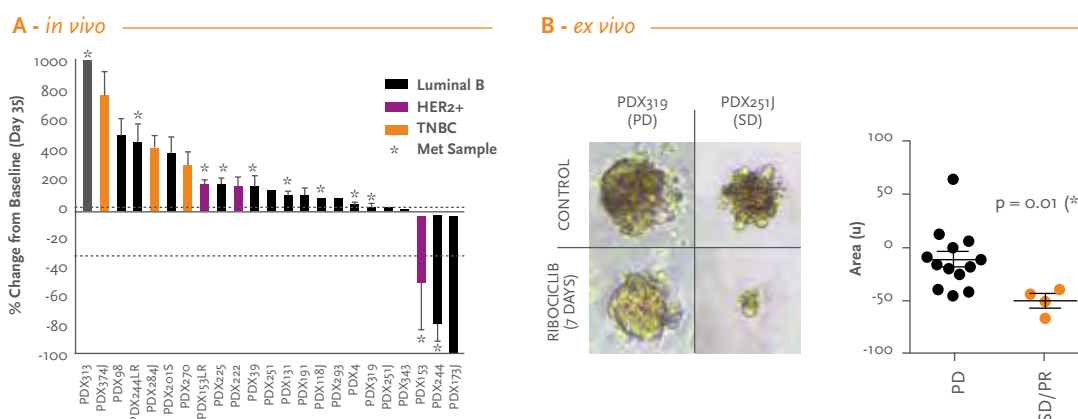 A - in vivo
B - ex vivo
% Change from Baseline (Day 35)
1000
800
600
400
200
0
-20
-40
-60
-80
-100
Luminal B
HER2+
TNBC
* Met Sample
PDX313
PDX374J
PDX98
PDX244LR
PDX284J
PDX201S
PDX270
PDX153LR
PDX225
PDX222
PDX39
PDX251
PDX131
PDX191
PDX118J
PDX293
PDX4
PDX319
PDX251J
PDX343
PDX153
PDX244
PDX173J
PDX319
(PD)
PDX251J
(SD)
CONTROL
RIBOCICLIB
(7 DAYS)
Area (u)
100
50
0
-50
-100
p = 0.01 (*
PD
SD/PR